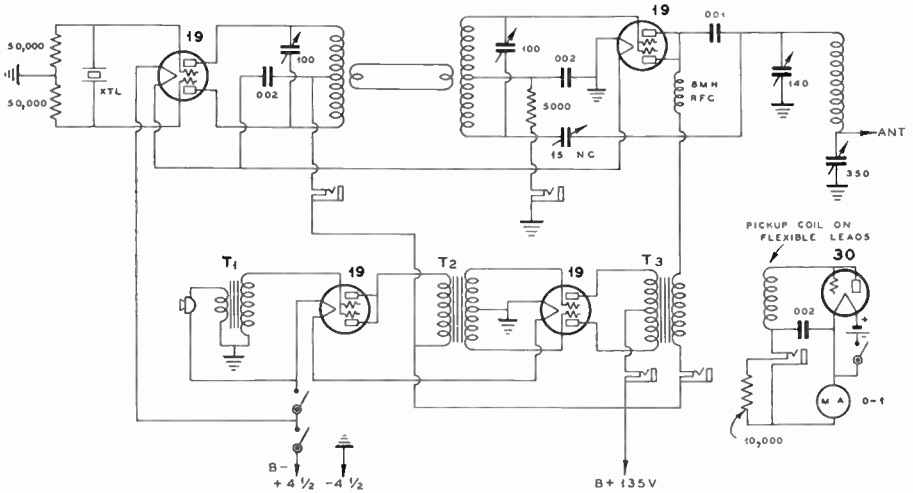 50,000
50,000
XTL
19
100
002
100
002
5000
15 NC
19
001
8MH
RFC
140
ANT
350
T1
19
T2
19
T3
PICKUP COIL ON
FLEXIBLE LEADS
30
002
+
MA
0-1
10,000
B-
+4 1/2
-4 1/2
B+ 135V